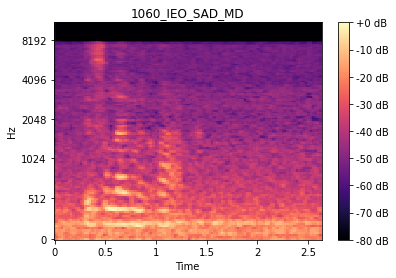 1060_IEO_SAD_MD
8192
4096
2048
1024
512
0
Hz
0
0.5
1
1.5
2
2.5
Time
+0 dB
-10 dB
-20 dB
-30 dB
-40 dB
-50 dB
-60 dB
-70 dB
-80 dB